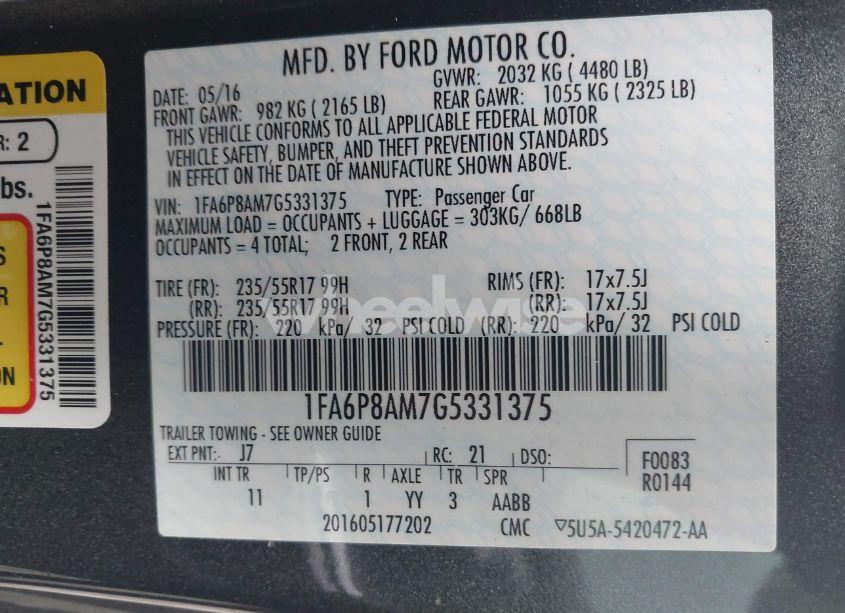 ATION
R: 2
bs.
S
R
L
ON
1FA6P8AM7G5331375
MFD. BY FORD MOTOR CO.
DATE: 05/16 GVWR: 2032 KG ( 4480 LB)
FRONT GAWR: 982 KG ( 2165 LB) REAR GAWR: 1055 KG ( 2325 LB)
THIS VEHICLE CONFORMS TO ALL APPLICABLE FEDERAL MOTOR
VEHICLE SAFETY, BUMPER, AND THEFT PREVENTION STANDARDS
IN EFFECT ON THE DATE OF MANUFACTURE SHOWN ABOVE.
VIN: 1FA6P8AM7G5331375 TYPE: Passenger Car
MAXIMUM LOAD = OCCUPANTS + LUGGAGE = 303KG/ 668LB
OCCUPANTS = 4 TOTAL; 2 FRONT, 2 REAR
TIRE (FR): 235/55R17 99H RIMS (FR): 17x7.5J
(RR): 235/55R17 99H (RR): 17x7.5J
wheelwise
PRESSURE (FR): 220 kPa/ 32 PSI COLD (RR): 220 kPa/ 32 PSI COLD
1FA6P8AM7G5331375
TRAILER TOWING - SEE OWNER GUIDE
EXT PNT: J7 RC: 21 DSO: F0083
INT TR TP/PS R AXLE TR SPR R0144
11 1 YY 3 AABB
201605177202 CMC ▽5U5A-5420472-AA